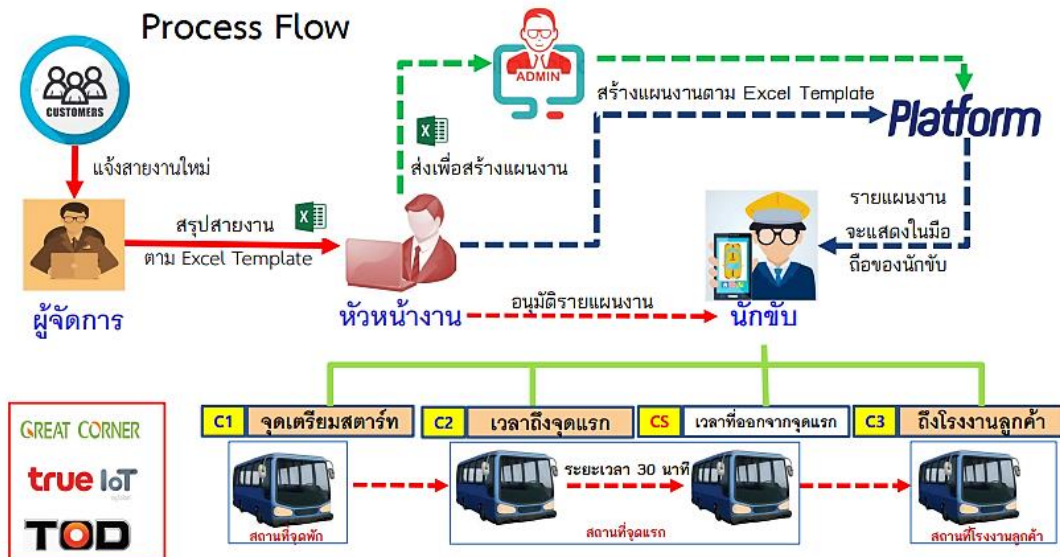 Process Flow
CUSTOMERS
ADMIN
สร้างแผนงานตาม Excel Template
Platform
แจ้งสายงานใหม่
ส่งเพื่อสร้างแผนงาน
สรุปสายงาน
ตาม Excel Template
รายแผนงาน
จะแสดงในมือ
ถือของนักขับ
ผู้จัดการ
หัวหน้างาน
อนุมัติรายแผนงาน
นักขับ
C1 จุดเตรียมสตาร์ท
C2 เวลาถึงจุดแรก
CS เวลาที่ออกจากจุดแรก
C3 ถึงโรงงานลูกค้า
ระยะเวลา 30 นาที
สถานที่จุดพัก
สถานที่จุดแรก
สถานที่โรงงานลูกค้า
GREAT CORNER
true IoT
TOD